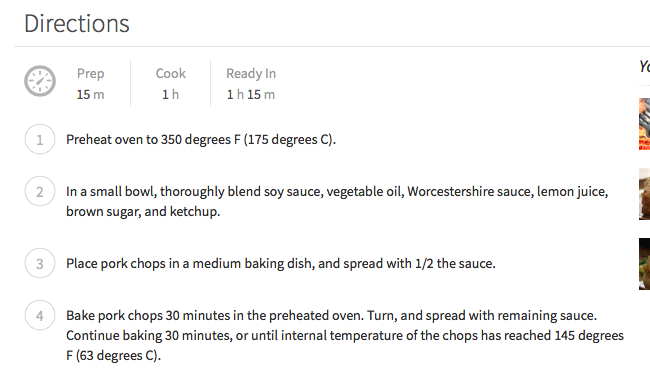 Directions
Prep Cook Ready In
15 m 1 h 1 h 15 m
1 Preheat oven to 350 degrees F (175 degrees C).
2 In a small bowl, thoroughly blend soy sauce, vegetable oil, Worcestershire sauce, lemon juice,
brown sugar, and ketchup.
3 Place pork chops in a medium baking dish, and spread with 1/2 the sauce.
4 Bake pork chops 30 minutes in the preheated oven. Turn, and spread with remaining sauce.
Continue baking 30 minutes, or until internal temperature of the chops has reached 145 degrees
F (63 degrees C).